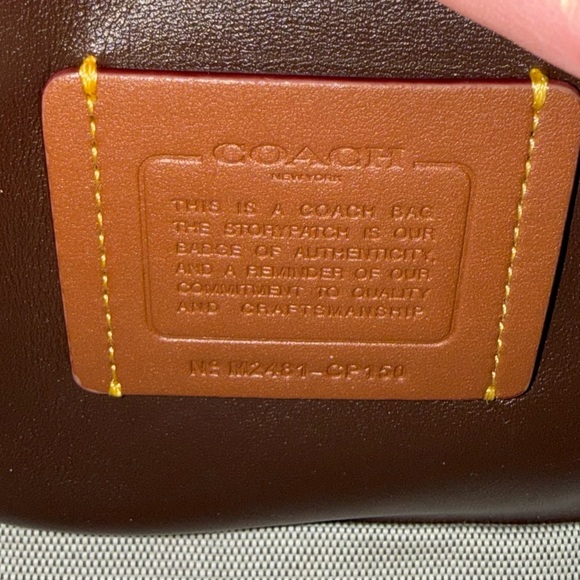 COACH
NEW YORK
THIS IS A COACH BAG.
THE STORYPATCH IS OUR
BADGE OF AUTHENTICITY,
AND A REMINDER OF OUR
COMMITMENT TO QUALITY
AND CRAFTSMANSHIP.
Nº M2481-CP150